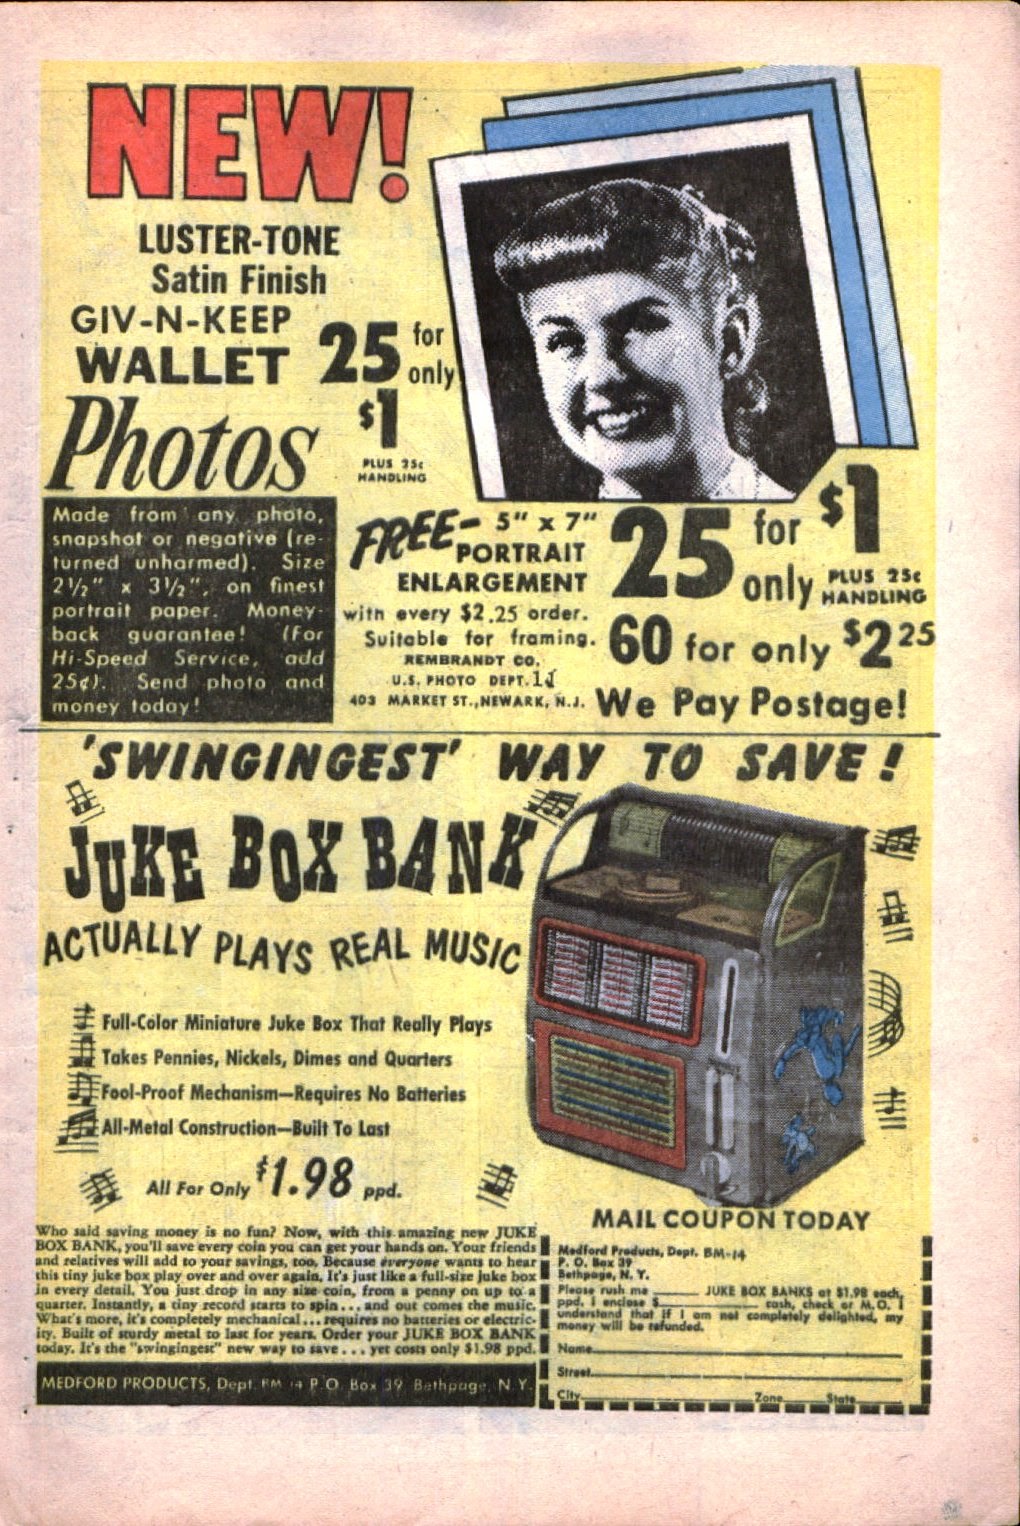 NEW!
LUSTER-TONE
Satin Finish
GIV-N-KEEP
WALLET
Photos
25 for only
$1
PLUS 25¢
HANDLING
Made from any photo,
snapshot or negative (re-
turned unharmed). Size
2½" x 3½", on finest
portrait paper. Money-
back guarantee! (For
Hi-Speed Service, add
25¢). Send photo and
money today!
FREE- 5" x 7"
PORTRAIT
ENLARGEMENT
with every $2.25 order.
Suitable for framing.
REMBRANDT CO.
U.S. PHOTO DEPT.
403 MARKET ST., NEWARK, N.J.
25 for only $1
PLUS 25¢
HANDLING
60 for only $2 25
We Pay Postage!
'SWINGINGEST' WAY TO SAVE!
JUKE BOX BANK
ACTUALLY PLAYS REAL MUSIC
Full-Color Miniature Juke Box That Really Plays
Takes Pennies, Nickels, Dimes and Quarters
Fool-Proof Mechanism—Requires No Batteries
All-Metal Construction—Built To Last
All For Only $1.98 ppd.
Who said saving money is no fun? Now, with this amazing new JUKE
BOX BANK, you'll save every coin you can get your hands on. Your friends
and relatives will add to your savings, too, Because everyone wants to hear
this tiny juke box play over and over again. It's just like a full-size juke box
in every detail. You just drop in any size coin, from a penny on up to a
quarter. Instantly, a tiny record starts to spin... and out comes the music.
What's more, it's completely mechanical... requires no batteries or electric-
ity. Built of sturdy metal to last for years. Order your JUKE BOX BANK
today. It's the "swingingest" new way to save... yet costs only $1.98 ppd.
MEDFORD PRODUCTS, Dept. BM 14 P.O. Box 39 Bethpage, N.Y.
MAIL COUPON TODAY
Medford Products, Dept. BM-14
P. O. Box 39
Bethpage, N. Y.
Please rush me ______ JUKE BOX BANKS at $1.98 each,
ppd. I enclose $______ cash, check or M.O. I
understand that if I am not completely delighted, my
money will be refunded.
Name
Street
City Zone State